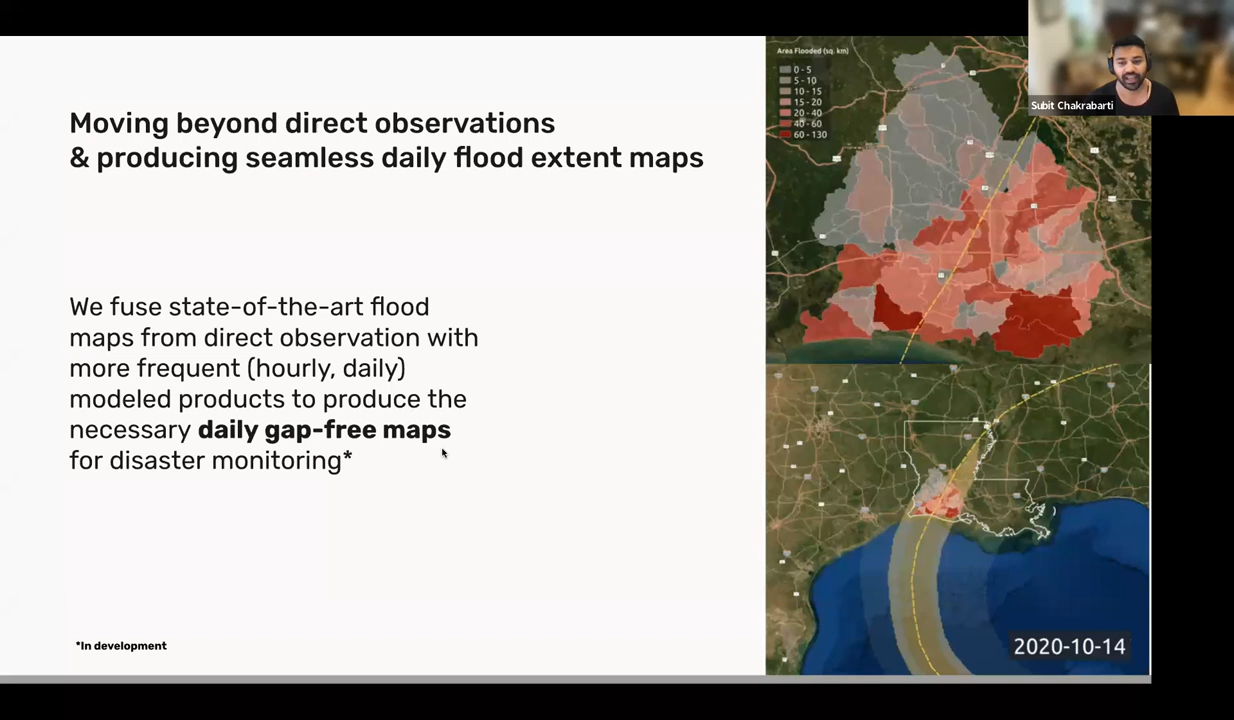 Moving beyond direct observations
& producing seamless daily flood extent maps
We fuse state-of-the-art flood
maps from direct observation with
more frequent (hourly, daily)
modeled products to produce the
necessary daily gap-free maps
for disaster monitoring*
*In development
Area Flooded (sq. km)
0 - 5
5 - 10
10 - 15
15 - 20
20 - 40
40 - 60
60 - 130
Subit Chakrabarti
2020-10-14